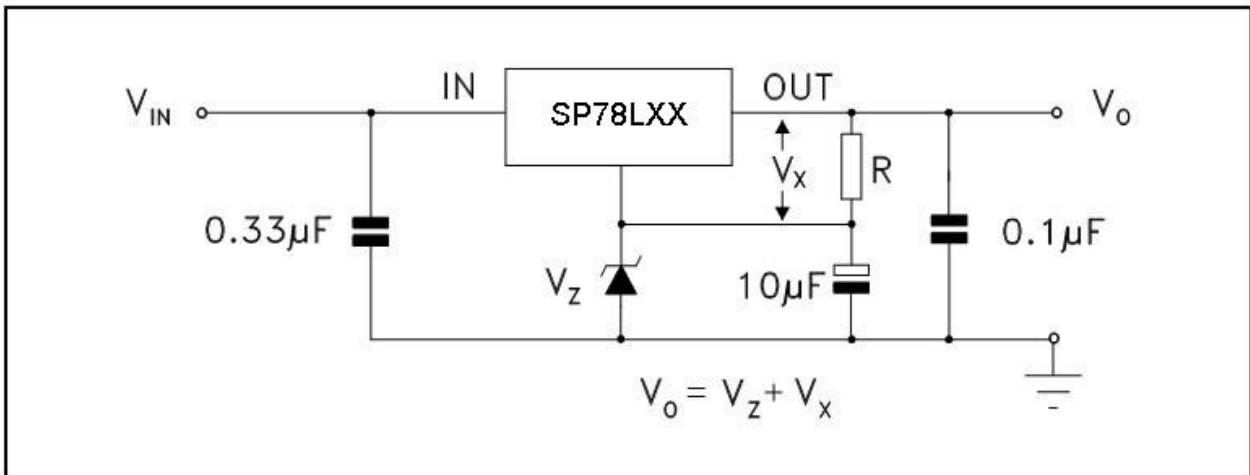 IN
OUT
V_IN
SP78LXX
V_O
V_X
R
0.33µF
0.1µF
V_Z
10µF
V_O = V_Z + V_X